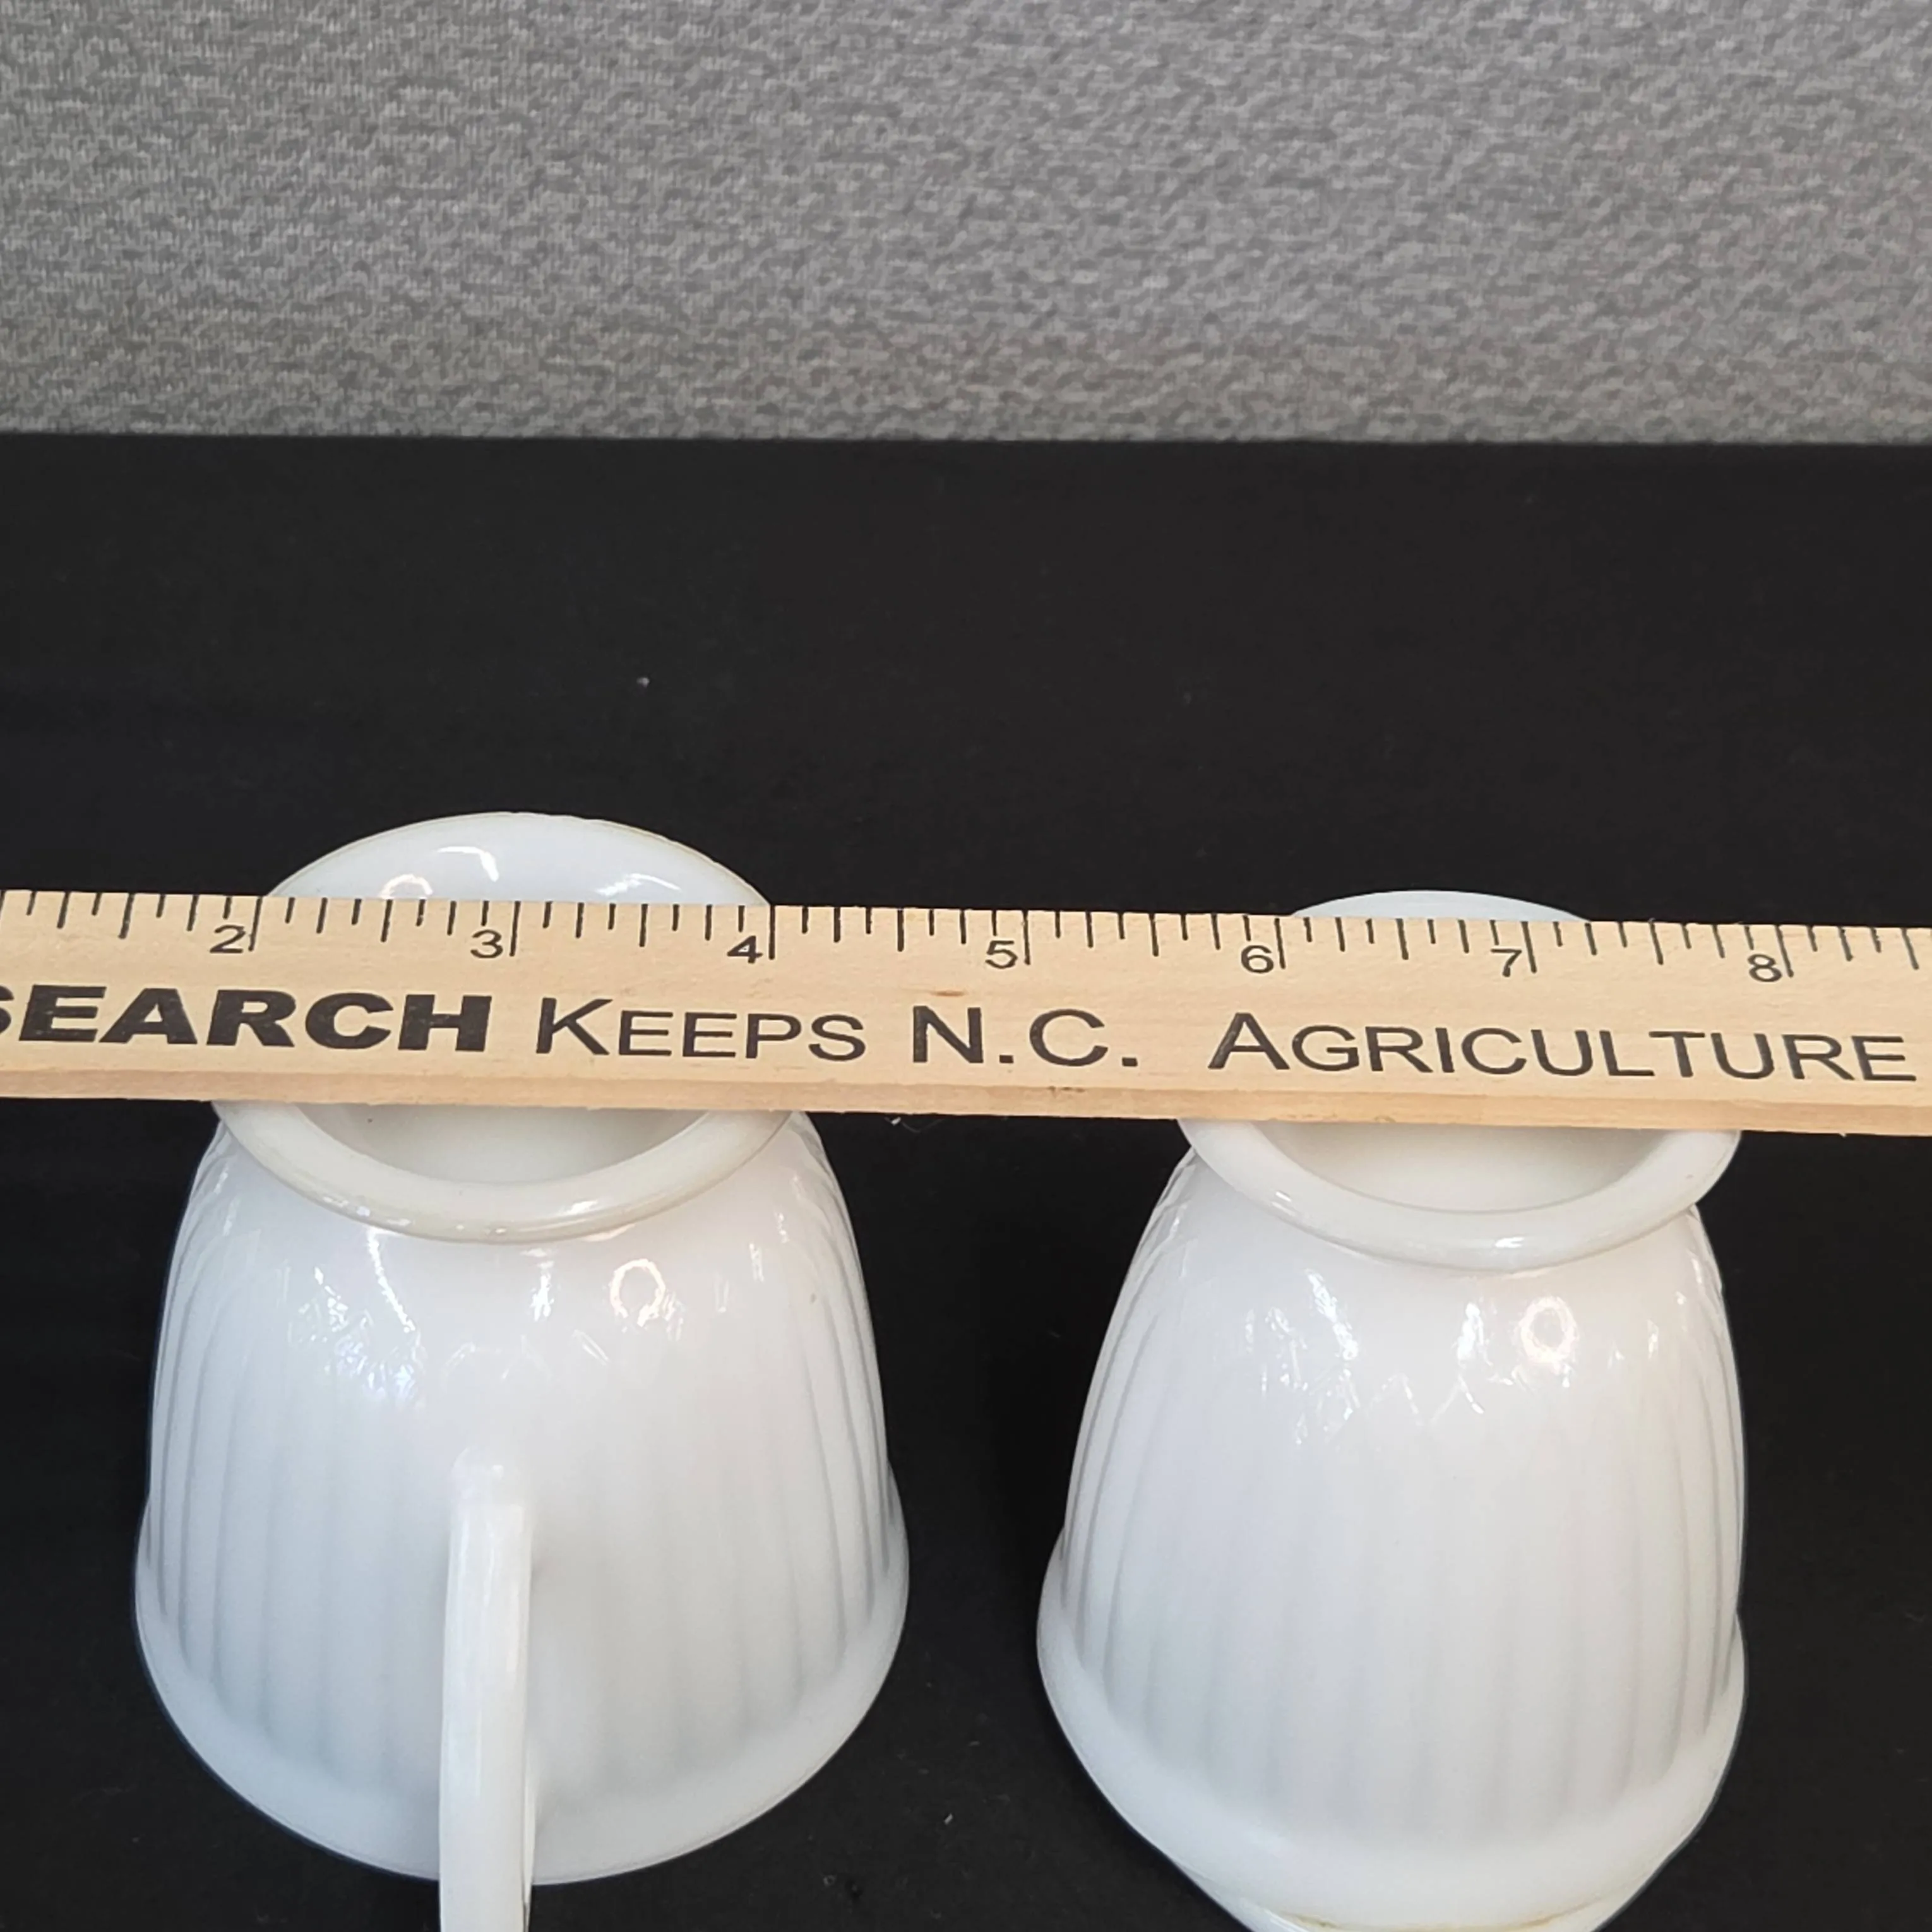 2 3 4 5 6 7 8
SEARCH KEEPS N.C. AGRICULTURE